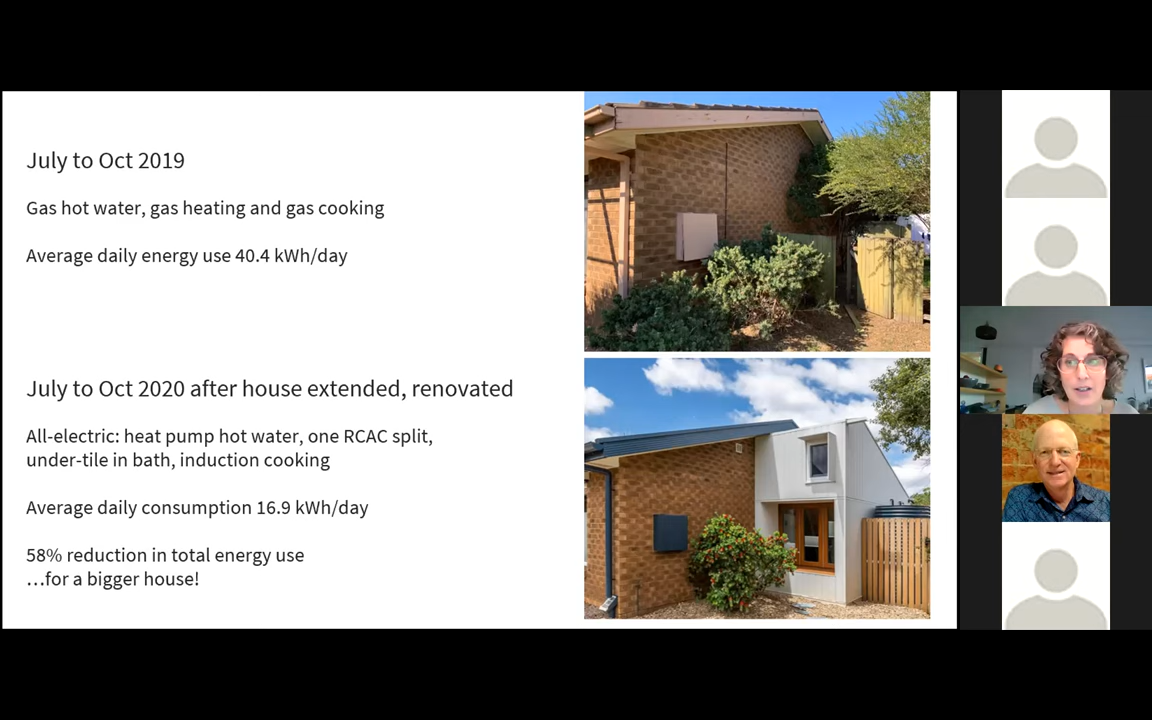 July to Oct 2019
Gas hot water, gas heating and gas cooking
Average daily energy use 40.4 kWh/day
July to Oct 2020 after house extended, renovated
All-electric: heat pump hot water, one RCAC split,
under-tile in bath, induction cooking
Average daily consumption 16.9 kWh/day
58% reduction in total energy use
…for a bigger house!